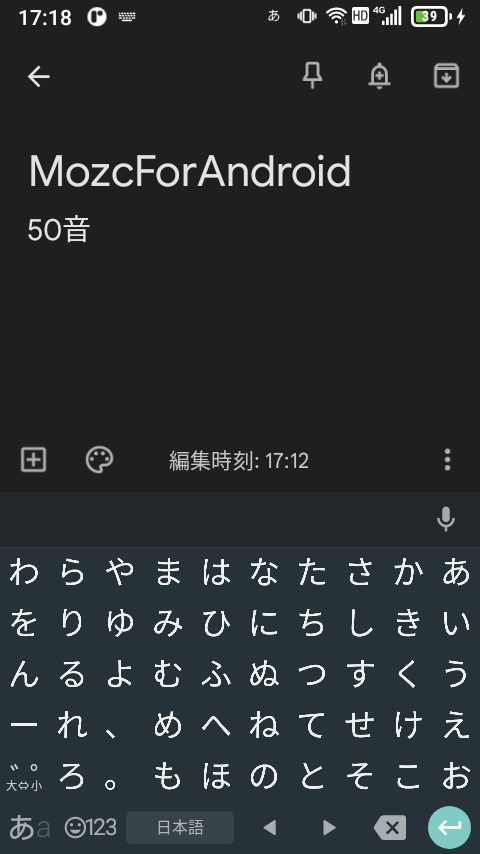 17:18 あ HD 4G 39
MozcForAndroid
50音
編集時刻: 17:12
わ ら や ま は な た さ か あ
を り ゆ み ひ に ち し き い
ん る よ む ふ ぬ つ す く う
ー れ 、 め へ ね て せ け え
゛゜ 大⇔小 ろ 。 も ほ の と そ こ お
あa 123 日本語